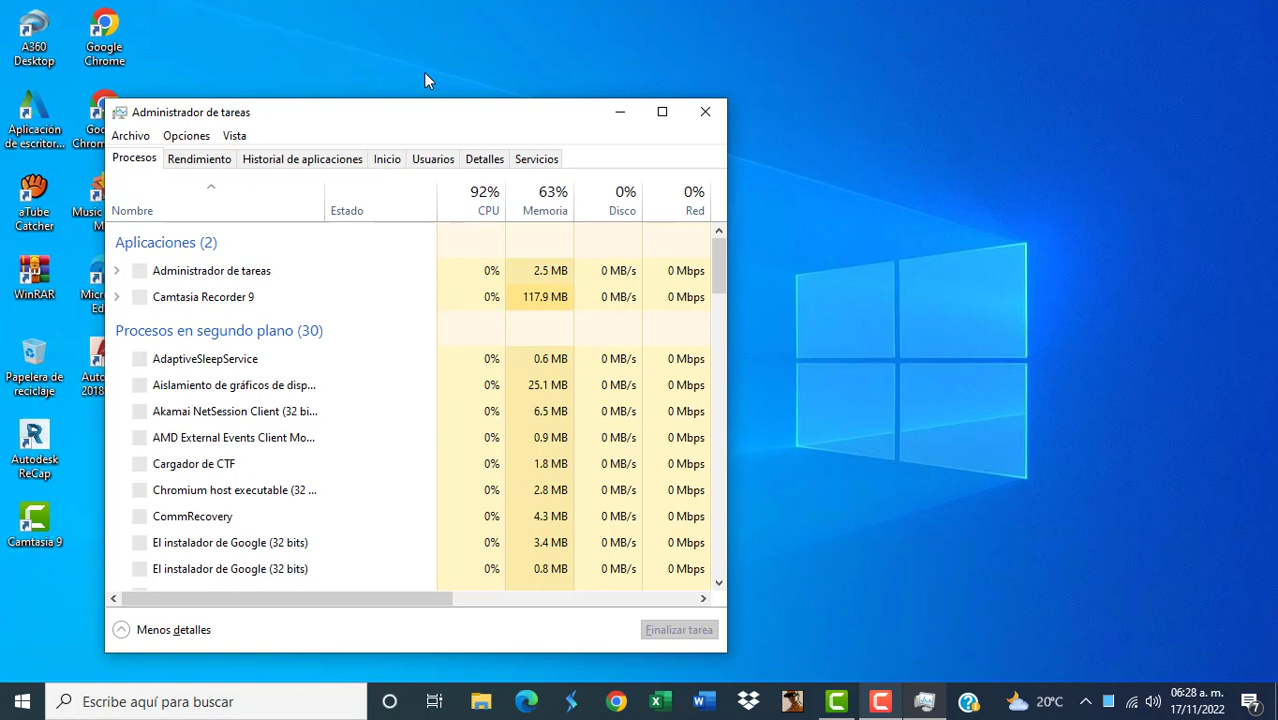 A360
Desktop
Google
Chrome
Aplicación
de escritor...
Goo
Chrom
aTube
Catcher
Music
M
WinRAR
Micro
Ed
Papelera de
reciclaje
Auto
2018
Autodesk
ReCap
Camtasia 9
Administrador de tareas
Archivo Opciones Vista
Procesos Rendimiento Historial de aplicaciones Inicio Usuarios Detalles Servicios
92% 63% 0% 0%
Nombre Estado CPU Memoria Disco Red
Aplicaciones (2)
Administrador de tareas 0% 2.5 MB 0 MB/s 0 Mbps
Camtasia Recorder 9 0% 117.9 MB 0 MB/s 0 Mbps
Procesos en segundo plano (30)
AdaptiveSleepService 0% 0.6 MB 0 MB/s 0 Mbps
Aislamiento de gráficos de disp... 0% 25.1 MB 0 MB/s 0 Mbps
Akamai NetSession Client (32 bi... 0% 6.5 MB 0 MB/s 0 Mbps
AMD External Events Client Mo... 0% 0.9 MB 0 MB/s 0 Mbps
Cargador de CTF 0% 1.8 MB 0 MB/s 0 Mbps
Chromium host executable (32 ... 0% 2.8 MB 0 MB/s 0 Mbps
CommRecovery 0% 4.3 MB 0 MB/s 0 Mbps
El instalador de Google (32 bits) 0% 3.4 MB 0 MB/s 0 Mbps
El instalador de Google (32 bits) 0% 0.8 MB 0 MB/s 0 Mbps
Menos detalles Finalizar tarea
Escribe aquí para buscar
20°C
06:28 a. m.
17/11/2022
7